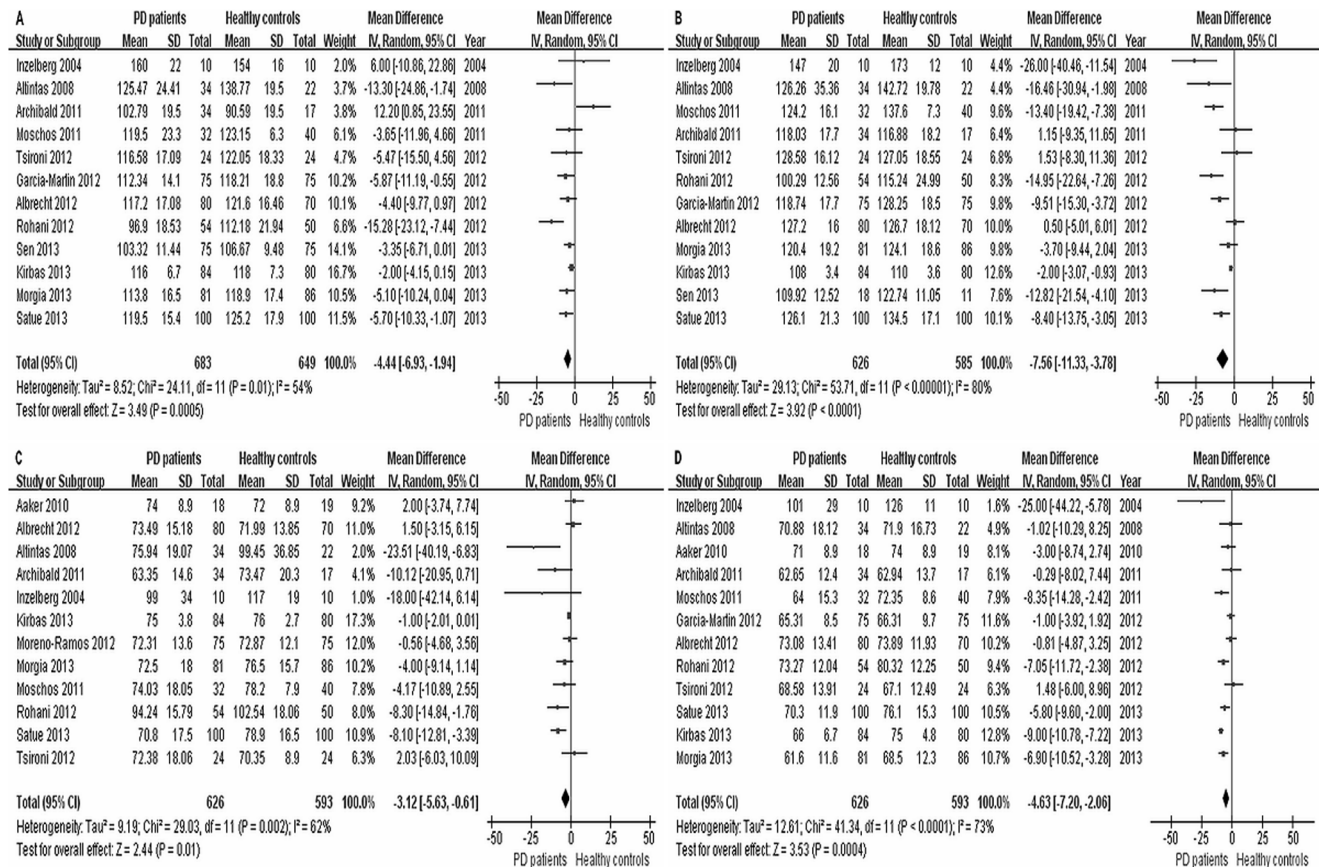 A
PD patients Healthy controls Mean Difference Mean Difference
Study or Subgroup Mean SD Total Mean SD Total Weight IV, Random, 95% CI Year IV, Random, 95% CI
Inzelberg 2004 160 22 10 154 16 10 2.0% 6.00 [-10.86, 22.86] 2004
Altintas 2008 125.47 24.41 34 138.77 19.5 22 3.9% -13.30 [-24.86, -1.74] 2008
Archibald 2011 102.79 19.5 34 90.59 19.5 17 3.8% 12.20 [0.85, 23.55] 2011
Moschos 2011 119.5 23.3 32 123.15 6.3 40 6.2% -3.65 [-11.96, 4.66] 2011
Tsironi 2012 116.58 17.09 24 122.05 18.33 24 4.7% -5.47 [-15.50, 4.56] 2012
Garcia-Martin 2012 112.34 14.1 75 118.21 18.8 75 10.2% -5.87 [-11.19, -0.55] 2012
Albrecht 2012 117.2 17.08 80 121.6 16.46 70 10.1% -4.40 [-9.77, 0.97] 2012
Rohani 2012 96.9 18.53 54 112.18 21.94 50 6.7% -15.28 [-23.12, -7.44] 2012
Sen 2013 103.32 11.44 75 106.67 9.48 75 14.1% -3.35 [-6.71, 0.01] 2013
Kirbas 2013 116 6.7 84 118 7.3 80 16.7% -2.00 [-4.15, 0.15] 2013
Morgia 2013 113.8 16.5 81 118.9 17.4 86 10.5% -5.10 [-10.24, 0.04] 2013
Satue 2013 119.5 15.4 100 125.2 17.9 100 11.5% -5.70 [-10.33, -1.07] 2013
Total (95% CI) 683 649 100.0% -4.44 [-6.93, -1.94]
Heterogeneity: Tau² = 8.52; Chi² = 24.11, df = 11 (P = 0.01); I² = 54%
Test for overall effect: Z = 3.49 (P = 0.0005)
-50 -25 0 25 50
PD patients Healthy controls
B
PD patients Healthy controls Mean Difference Mean Difference
Study or Subgroup Mean SD Total Mean SD Total Weight IV, Random, 95% CI Year IV, Random, 95% CI
Inzelberg 2004 147 20 10 173 12 10 4.4% -26.00 [-40.46, -11.54] 2004
Altintas 2008 126.26 35.36 34 142.72 19.78 22 4.4% -16.46 [-30.94, -1.98] 2008
Moschos 2011 124.2 16.1 32 137.6 7.3 40 9.7% -13.40 [-19.42, -7.38] 2011
Archibald 2011 118.03 17.7 34 116.88 18.2 17 6.4% 1.15 [-9.35, 11.65] 2011
Tsironi 2012 128.58 16.12 24 127.05 18.55 24 6.8% 1.53 [-8.30, 11.36] 2012
Rohani 2012 100.29 12.56 54 115.24 24.99 50 8.3% -14.95 [-22.64, -7.26] 2012
Garcia-Martin 2012 118.74 17.7 75 128.25 18.5 75 9.8% -9.51 [-15.30, -3.72] 2012
Albrecht 2012 127.2 16 80 126.7 18.12 70 10.0% 0.50 [-5.01, 6.01] 2012
Morgia 2013 120.4 19.2 81 124.1 18.6 86 9.9% -3.70 [-9.44, 2.04] 2013
Kirbas 2013 108 3.4 84 110 3.6 80 12.6% -2.00 [-3.07, -0.93] 2013
Sen 2013 109.92 12.52 18 122.74 11.05 11 7.6% -12.82 [-21.54, -4.10] 2013
Satue 2013 126.1 21.3 100 134.5 17.1 100 10.1% -8.40 [-13.75, -3.05] 2013
Total (95% CI) 626 585 100.0% -7.56 [-11.33, -3.78]
Heterogeneity: Tau² = 29.13; Chi² = 53.71, df = 11 (P < 0.00001); I² = 80%
Test for overall effect: Z = 3.92 (P < 0.0001)
-50 -25 0 25 50
PD patients Healthy controls
C
PD patients Healthy controls Mean Difference Mean Difference
Study or Subgroup Mean SD Total Mean SD Total Weight IV, Random, 95% CI IV, Random, 95% CI
Aaker 2010 74 8.9 18 72 8.9 19 9.2% 2.00 [-3.74, 7.74]
Albrecht 2012 73.49 15.18 80 71.99 13.85 70 11.0% 1.50 [-3.15, 6.15]
Altintas 2008 75.94 19.07 34 99.45 36.85 22 2.0% -23.51 [-40.19, -6.83]
Archibald 2011 63.35 14.6 34 73.47 20.3 17 4.1% -10.12 [-20.95, 0.71]
Inzelberg 2004 99 34 10 117 19 10 1.0% -18.00 [-42.14, 6.14]
Kirbas 2013 75 3.8 84 76 2.7 80 17.3% -1.00 [-2.01, 0.01]
Moreno-Ramos 2012 72.31 13.6 75 72.87 12.1 75 12.0% -0.56 [-4.68, 3.56]
Morgia 2013 72.5 18 81 76.5 15.7 86 10.1% -4.00 [-9.14, 1.14]
Moschos 2011 74.03 18.05 32 78.2 7.9 40 7.8% -4.17 [-10.89, 2.55]
Rohani 2012 94.24 15.79 54 102.54 18.06 50 8.1% -8.30 [-14.84, -1.76]
Satue 2013 70.8 17.5 100 78.9 16.5 100 10.9% -8.10 [-12.81, -3.39]
Tsironi 2012 72.38 18.06 24 70.35 8.9 24 6.3% 2.03 [-6.03, 10.09]
Total (95% CI) 626 593 100.0% -3.12 [-5.63, -0.61]
Heterogeneity: Tau² = 9.19; Chi² = 29.03, df = 11 (P = 0.002); I² = 62%
Test for overall effect: Z = 2.44 (P = 0.01)
-50 -25 0 25 50
PD patients Healthy controls
D
PD patients Healthy controls Mean Difference Mean Difference
Study or Subgroup Mean SD Total Mean SD Total Weight IV, Random, 95% CI Year IV, Random, 95% CI
Inzelberg 2004 101 29 10 126 11 10 1.6% -25.00 [-44.22, -5.78] 2004
Altintas 2008 70.88 18.12 34 71.9 16.73 22 5.0% -1.02 [-10.29, 8.25] 2008
Aaker 2010 71 8.9 18 74 8.9 19 8.1% -3.00 [-8.74, 2.74] 2010
Archibald 2011 62.65 12.4 34 62.94 13.7 17 6.1% -0.29 [-8.02, 7.44] 2011
Moschos 2011 64 15.3 32 72.35 8.6 40 7.9% -8.35 [-14.28, -2.42] 2011
Garcia-Martin 2012 65.31 8.5 75 66.31 9.7 75 11.6% -1.00 [-3.92, 1.92] 2012
Albrecht 2012 73.08 13.41 80 73.89 11.93 70 10.1% -0.81 [-4.87, 3.25] 2012
Rohani 2012 73.27 12.04 54 80.32 12.25 50 9.4% -7.05 [-11.72, -2.38] 2012
Tsironi 2012 68.58 13.91 24 67.1 12.49 24 6.3% 1.48 [-6.00, 8.96] 2012
Satue 2013 70.3 11.9 100 76.1 15.3 100 10.4% -5.80 [-9.60, -2.00] 2013
Kirbas 2013 66 6.7 84 75 4.8 80 12.8% -9.00 [-10.78, -7.22] 2013
Morgia 2013 61.6 11.6 81 68.5 12.3 86 10.7% -6.90 [-10.52, -3.28] 2013
Total (95% CI) 626 593 100.0% -4.63 [-7.20, -2.06]
Heterogeneity: Tau² = 12.61; Chi² = 41.34, df = 11 (P < 0.0001); I² = 73%
Test for overall effect: Z = 3.53 (P = 0.0004)
-50 -25 0 25 50
PD patients Healthy controls